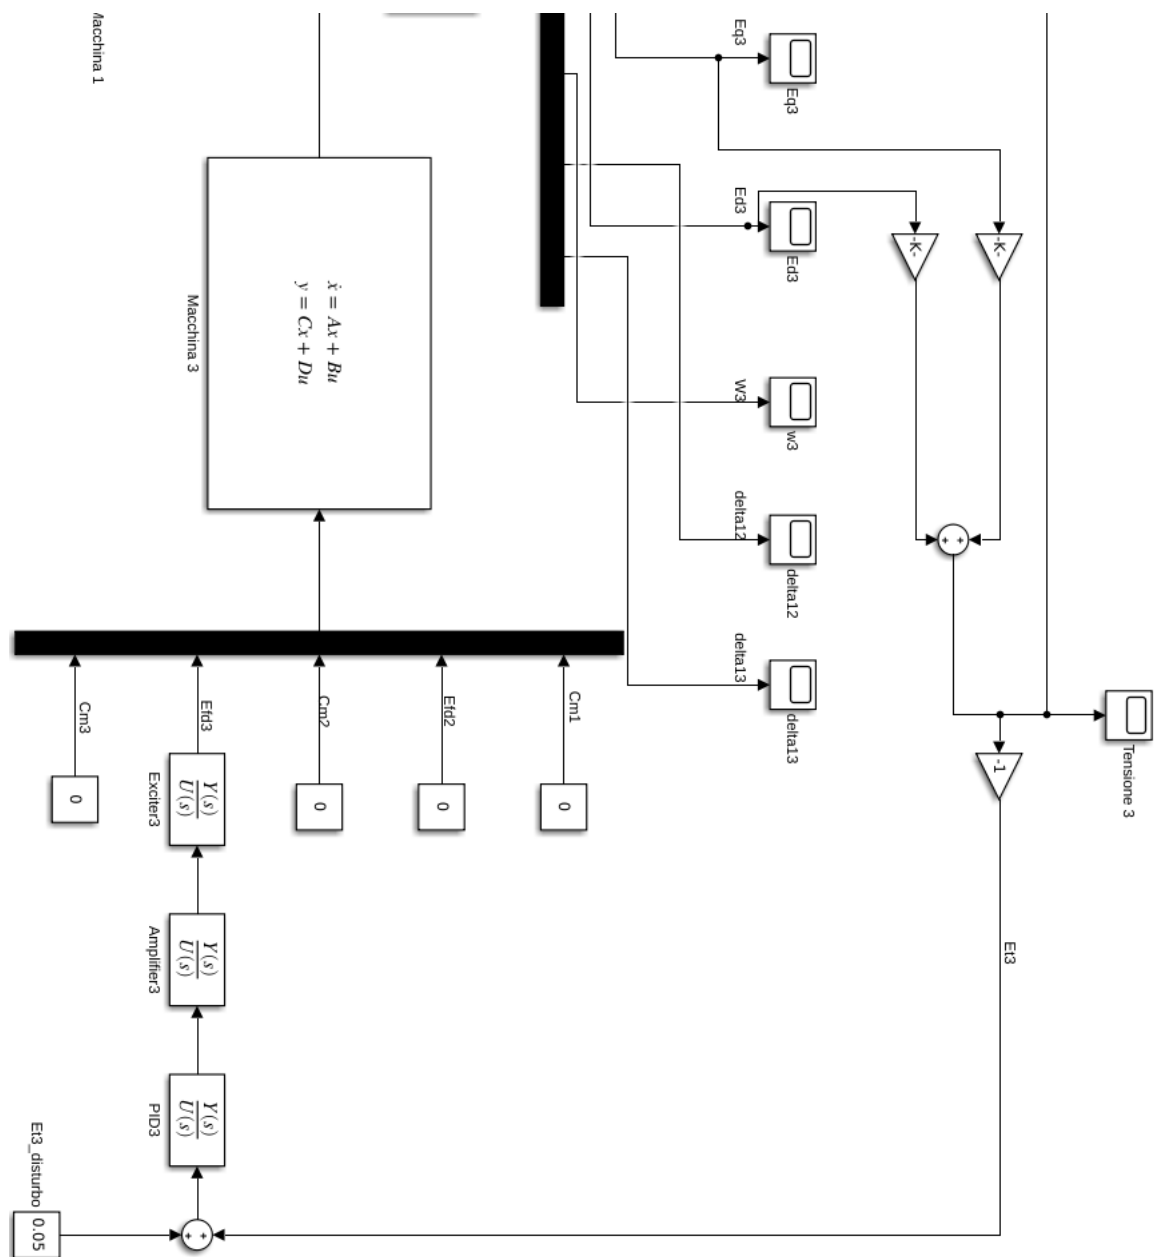 Tensione 3
-K-
-1
Et3
+
+
-K-
Eq3
Ed3
w3
delta12
delta13
Eq3
Ed3
W3
delta12
delta13
Cm1
0
Efd2
0
ẋ = Ax + Bu
y = Cx + Du
Macchina 3
Cm2
0
Efd3
Y(s)
U(s)
Exciter3
Y(s)
U(s)
Amplifier3
Y(s)
U(s)
PID3
+
+
Macchina 1
Cm3
0
Et3_disturbo
0.05